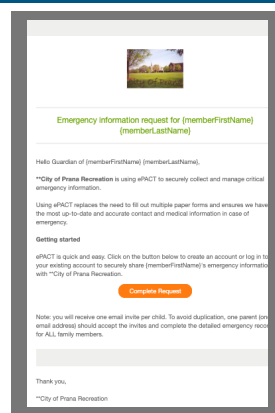 Emergency information request for {memberFirstName}
{memberLastName}
Hello Guardian of {memberFirstName} {memberLastName},
**City of Prana Recreation is using ePACT to securely collect and manage critical
emergency information.
Using ePACT replaces the need to fill out multiple paper forms and ensures we have
the most up-to-date and accurate contact and medical information in case of
emergency.
Getting started
ePACT is quick and easy. Click on the button below to create an account or log in to
your existing account to securely share {memberFirstName}'s emergency informatio
with **City of Prana Recreation.
Complete Request
Note: you will receive one email invite per child. To avoid duplication, one parent (one
email address) should accept the invites and complete the detailed emergency reco
for ALL family members.
Thank you,
**City of Prana Recreation